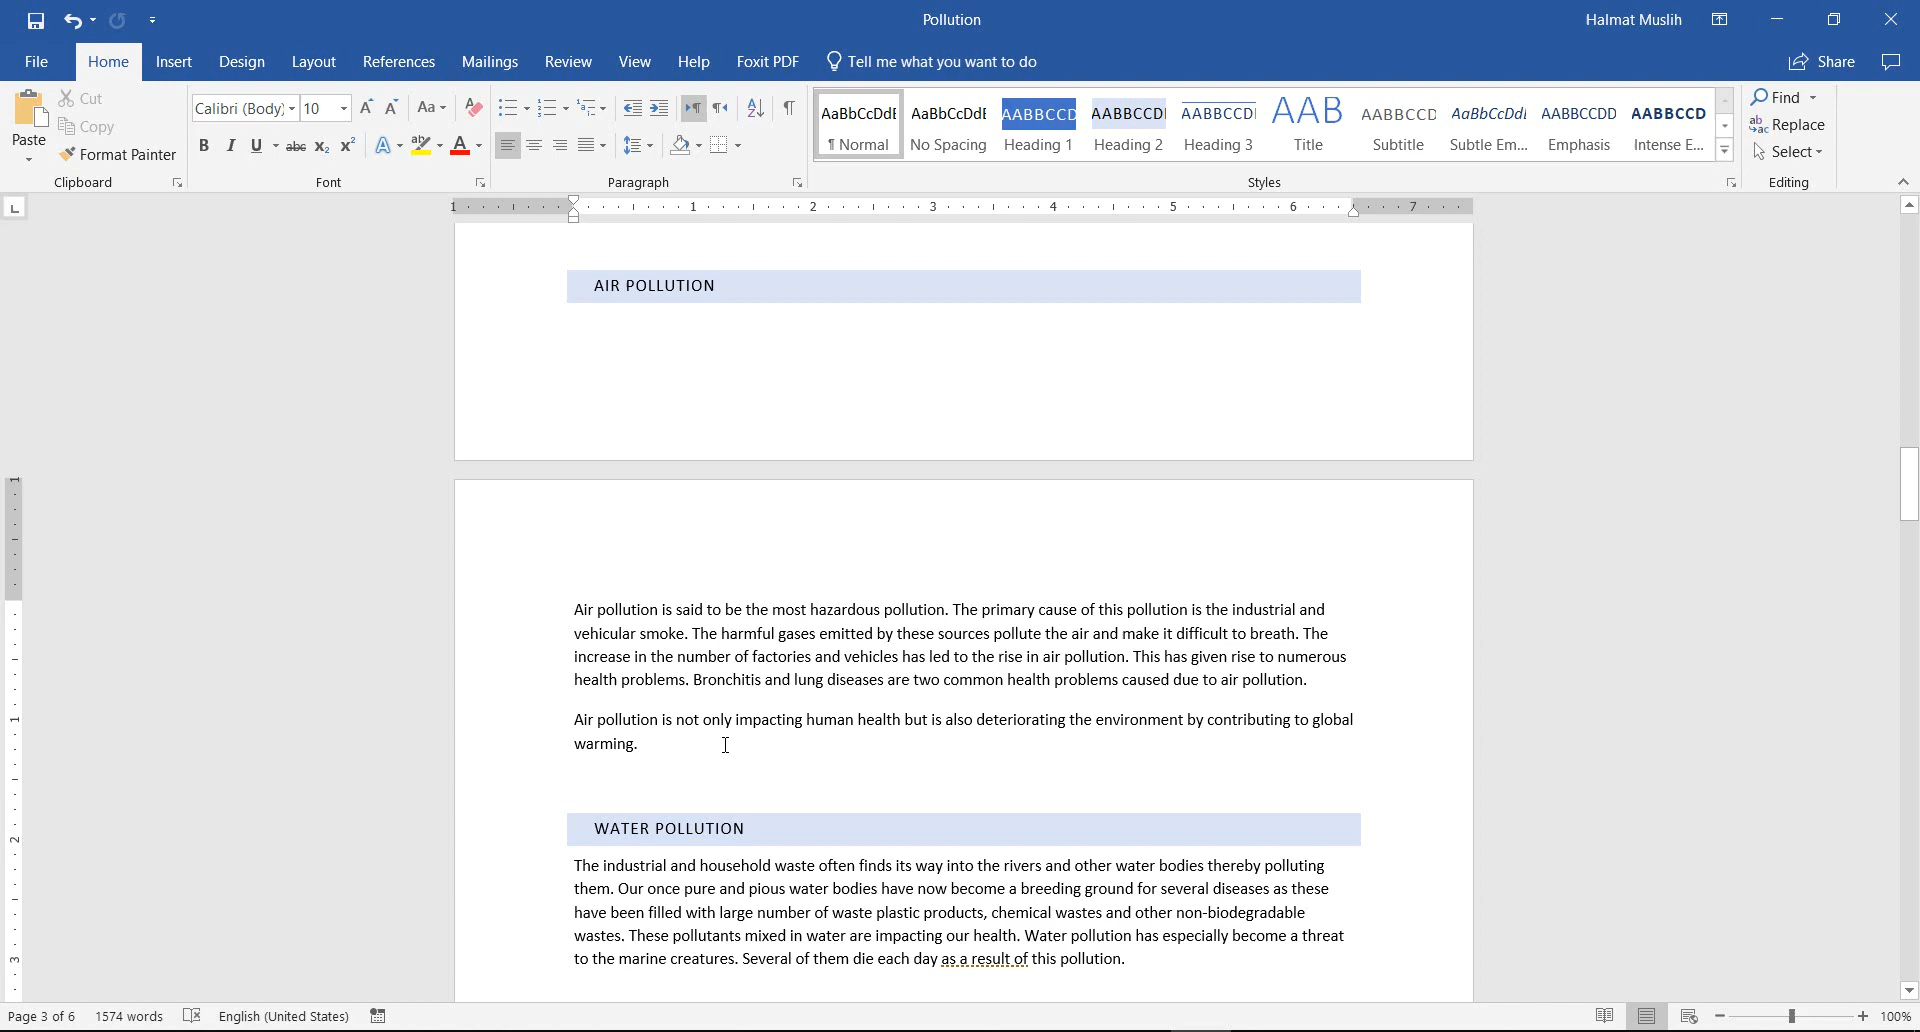 Pollution
Halmat Muslih
File Home Insert Design Layout References Mailings Review View Help Foxit PDF Tell me what you want to do Share
Paste
Cut
Copy
Format Painter
Clipboard
Calibri (Body) 10
Font
Paragraph
AaBbCcDdE AaBbCcDdE AABBCCD AABBCCDI AABBCCDI AAB AABBCCD AaBbCcDdI AABBCCDD AABBCCD
¶ Normal No Spacing Heading 1 Heading 2 Heading 3 Title Subtitle Subtle Em... Emphasis Intense E...
Styles
Find
Replace
Select
Editing
1 1 2 3 4 5 6 7
AIR POLLUTION
Air pollution is said to be the most hazardous pollution. The primary cause of this pollution is the industrial and
vehicular smoke. The harmful gases emitted by these sources pollute the air and make it difficult to breath. The
increase in the number of factories and vehicles has led to the rise in air pollution. This has given rise to numerous
health problems. Bronchitis and lung diseases are two common health problems caused due to air pollution.
Air pollution is not only impacting human health but is also deteriorating the environment by contributing to global
warming.
WATER POLLUTION
The industrial and household waste often finds its way into the rivers and other water bodies thereby polluting
them. Our once pure and pious water bodies have now become a breeding ground for several diseases as these
have been filled with large number of waste plastic products, chemical wastes and other non-biodegradable
wastes. These pollutants mixed in water are impacting our health. Water pollution has especially become a threat
to the marine creatures. Several of them die each day as a result of this pollution.
Page 3 of 6 1574 words English (United States) 100%